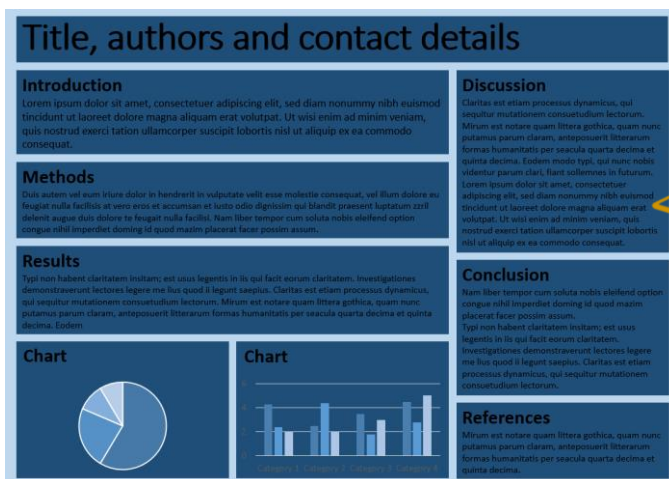 Title, authors and contact details
Introduction
Lorem ipsum dolor sit amet, consectetuer adipiscing elit, sed diam nonummy nibh euismod
tincidunt ut laoreet dolore magna aliquam erat volutpat. Ut wisi enim ad minim veniam,
quis nostrud exerci tation ullamcorper suscipit lobortis nisl ut aliquip ex ea commodo
consequat.
Methods
Duis autem vel eum iriure dolor in hendrerit in vulputate velit esse molestie consequat, vel illum dolore eu
feugiat nulla facilisis at vero eros et accumsan et iusto odio dignissim qui blandit praesent luptatum zzril
delenit augue duis dolore te feugait nulla facilisi. Nam liber tempor cum soluta nobis eleifend option
congue nihil imperdiet doming id quod mazim placerat facer possim assum.
Results
Typi non habent claritatem insitam; est usus legentis in iis qui facit eorum claritatem. Investigationes
demonstraverunt lectores legere me lius quod ii legunt saepius. Claritas est etiam processus dynamicus,
qui sequitur mutationem consuetudium lectorum. Mirum est notare quam littera gothica, quam nunc
putamus parum claram, anteposuerit litterarum formas humanitatis per seacula quarta decima et quinta
decima. Eodem
Chart
Chart
6
4
2
0
Category 1 Category 2 Category 3 Category 4
Discussion
Claritas est etiam processus dynamicus, qui
sequitur mutationem consuetudium lectorum.
Mirum est notare quam littera gothica, quam nunc
putamus parum claram, anteposuerit litterarum
formas humanitatis per seacula quarta decima et
quinta decima. Eodem modo typi, qui nunc nobis
videntur parum clari, fiant sollemnes in futurum.
Lorem ipsum dolor sit amet, consectetuer
adipiscing elit, sed diam nonummy nibh euismod
tincidunt ut laoreet dolore magna aliquam erat
volutpat. Ut wisi enim ad minim veniam, quis
nostrud exerci tation ullamcorper suscipit lobortis
nisl ut aliquip ex ea commodo consequat.
Conclusion
Nam liber tempor cum soluta nobis eleifend option
congue nihil imperdiet doming id quod mazim
placerat facer possim assum.
Typi non habent claritatem insitam; est usus
legentis in iis qui facit eorum claritatem.
Investigationes demonstraverunt lectores legere
me lius quod ii legunt saepius. Claritas est etiam
processus dynamicus, qui sequitur mutationem
consuetudium lectorum.
References
Mirum est notare quam littera gothica, quam nunc
putamus parum claram, anteposuerit litterarum
formas humanitatis per seacula quarta decima et
quinta decima.